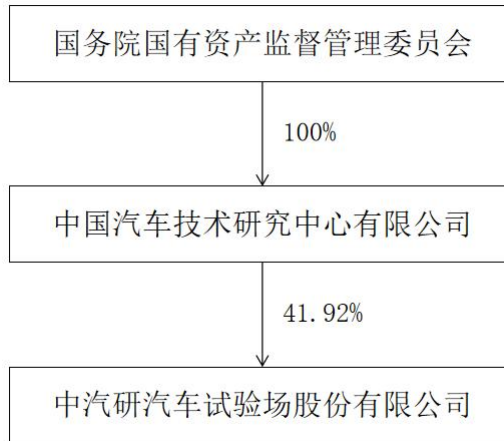 国务院国有资产监督管理委员会
100%
中国汽车技术研究中心有限公司
41.92%
中汽研汽车试验场股份有限公司